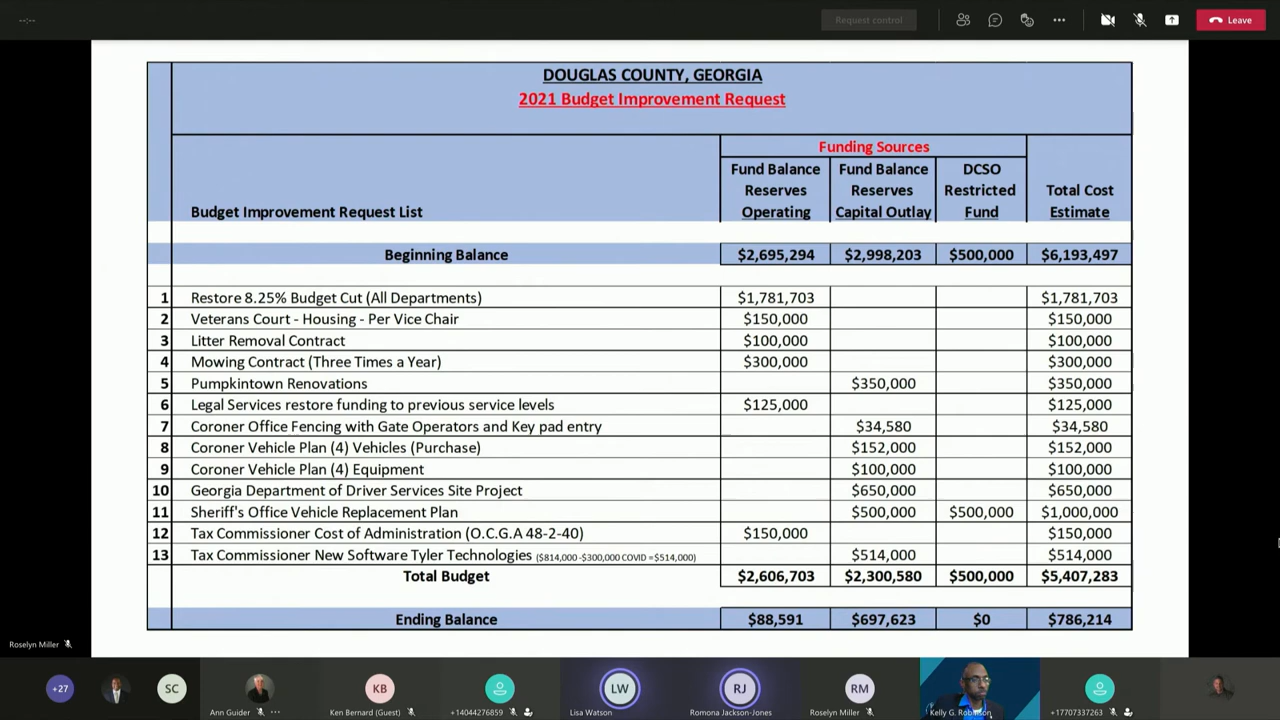 --:--
Request control
Leave
DOUGLAS COUNTY, GEORGIA
2021 Budget Improvement Request
Funding Sources
Budget Improvement Request List
Fund Balance Reserves Operating
Fund Balance Reserves Capital Outlay
DCSO Restricted Fund
Total Cost Estimate
Beginning Balance $2,695,294 $2,998,203 $500,000 $6,193,497
1 Restore 8.25% Budget Cut (All Departments) $1,781,703 $1,781,703
2 Veterans Court - Housing - Per Vice Chair $150,000 $150,000
3 Litter Removal Contract $100,000 $100,000
4 Mowing Contract (Three Times a Year) $300,000 $300,000
5 Pumpkintown Renovations $350,000 $350,000
6 Legal Services restore funding to previous service levels $125,000 $125,000
7 Coroner Office Fencing with Gate Operators and Key pad entry $34,580 $34,580
8 Coroner Vehicle Plan (4) Vehicles (Purchase) $152,000 $152,000
9 Coroner Vehicle Plan (4) Equipment $100,000 $100,000
10 Georgia Department of Driver Services Site Project $650,000 $650,000
11 Sheriff's Office Vehicle Replacement Plan $500,000 $500,000 $1,000,000
12 Tax Commissioner Cost of Administration (O.C.G.A 48-2-40) $150,000 $150,000
13 Tax Commissioner New Software Tyler Technologies ($814,000 -$300,000 COVID =$514,000) $514,000 $514,000
Total Budget $2,606,703 $2,300,580 $500,000 $5,407,283
Ending Balance $88,591 $697,623 $0 $786,214
Roselyn Miller
+27
SC
KB
LW
RJ
RM
Ann Guider
Ken Bernard (Guest)
+14044276859
Lisa Watson
Romona Jackson-Jones
Roselyn Miller
Kelly G. Robinson
+17707337263